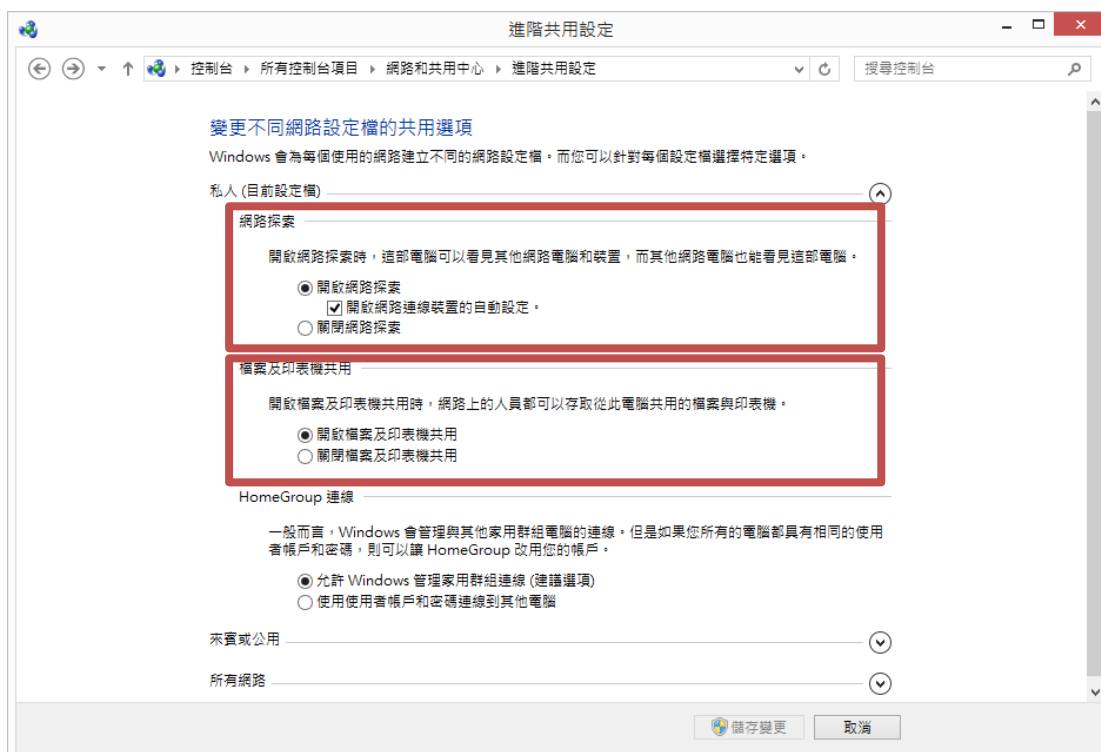 進階共用設定
控制台 ▸ 所有控制台項目 ▸ 網路和共用中心 ▸ 進階共用設定
搜尋控制台
變更不同網路設定檔的共用選項
Windows 會為每個使用的網路建立不同的網路設定檔。而您可以針對每個設定檔選擇特定選項。
私人 (目前設定檔)
網路探索
開啟網路探索時，這部電腦可以看見其他網路電腦和裝置，而其他網路電腦也能看見這部電腦。
開啟網路探索
開啟網路連線裝置的自動設定。
關閉網路探索
檔案及印表機共用
開啟檔案及印表機共用時，網路上的人員都可以存取從此電腦共用的檔案與印表機。
開啟檔案及印表機共用
關閉檔案及印表機共用
HomeGroup 連線
一般而言，Windows 會管理與其他家用群組電腦的連線。但是如果您所有的電腦都具有相同的使用
者帳戶和密碼，則可以讓 HomeGroup 改用您的帳戶。
允許 Windows 管理家用群組連線 (建議選項)
使用使用者帳戶和密碼連線到其他電腦
來賓或公用
所有網路
儲存變更
取消